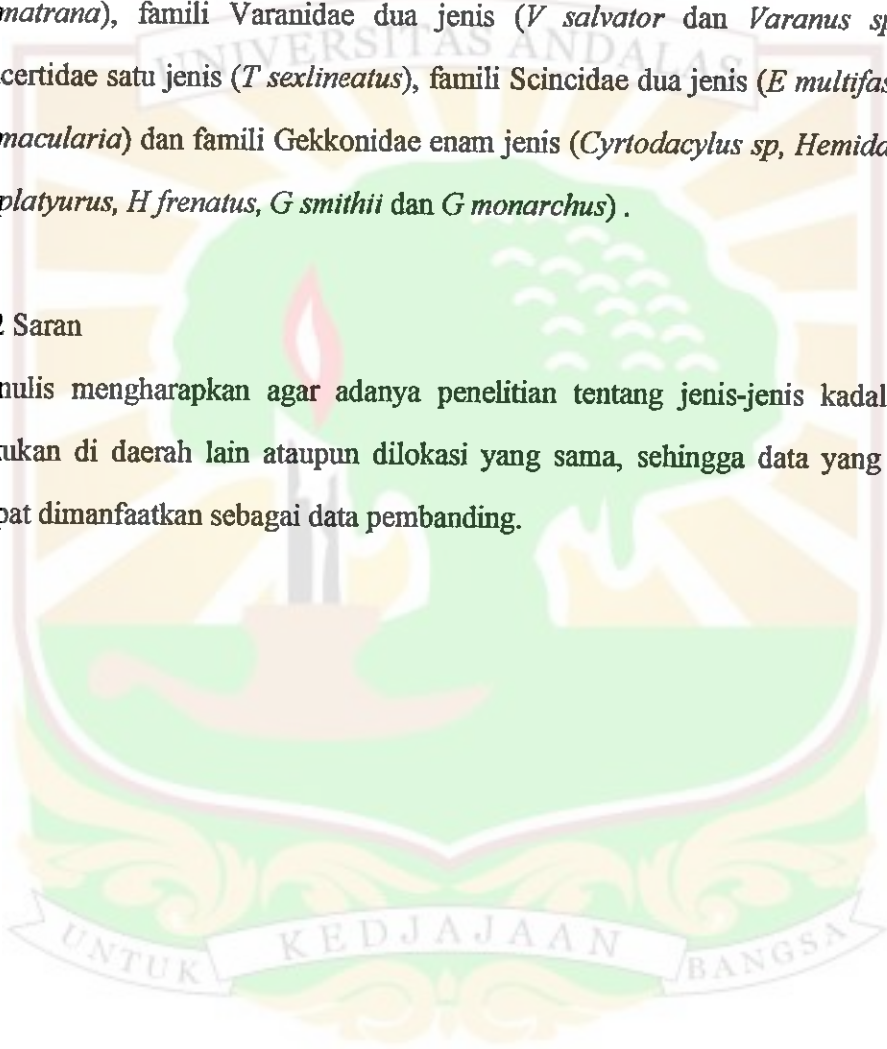 matrana), famili Varanidae dua jenis (V salvator dan Varanus sp
UNIVERSITAS ANDALAS
certidae satu jenis (T sexlineatus), famili Scincidae dua jenis (E multifas
macularia) dan famili Gekkonidae enam jenis (Cyrtodacylus sp, Hemida
platyurus, H frenatus, G smithii dan G monarchus) .
2 Saran
nulis mengharapkan agar adanya penelitian tentang jenis-jenis kadal
kukan di daerah lain ataupun dilokasi yang sama, sehingga data yang
pat dimanfaatkan sebagai data pembanding.
UNTUK KEDJAJAAN BANGSA